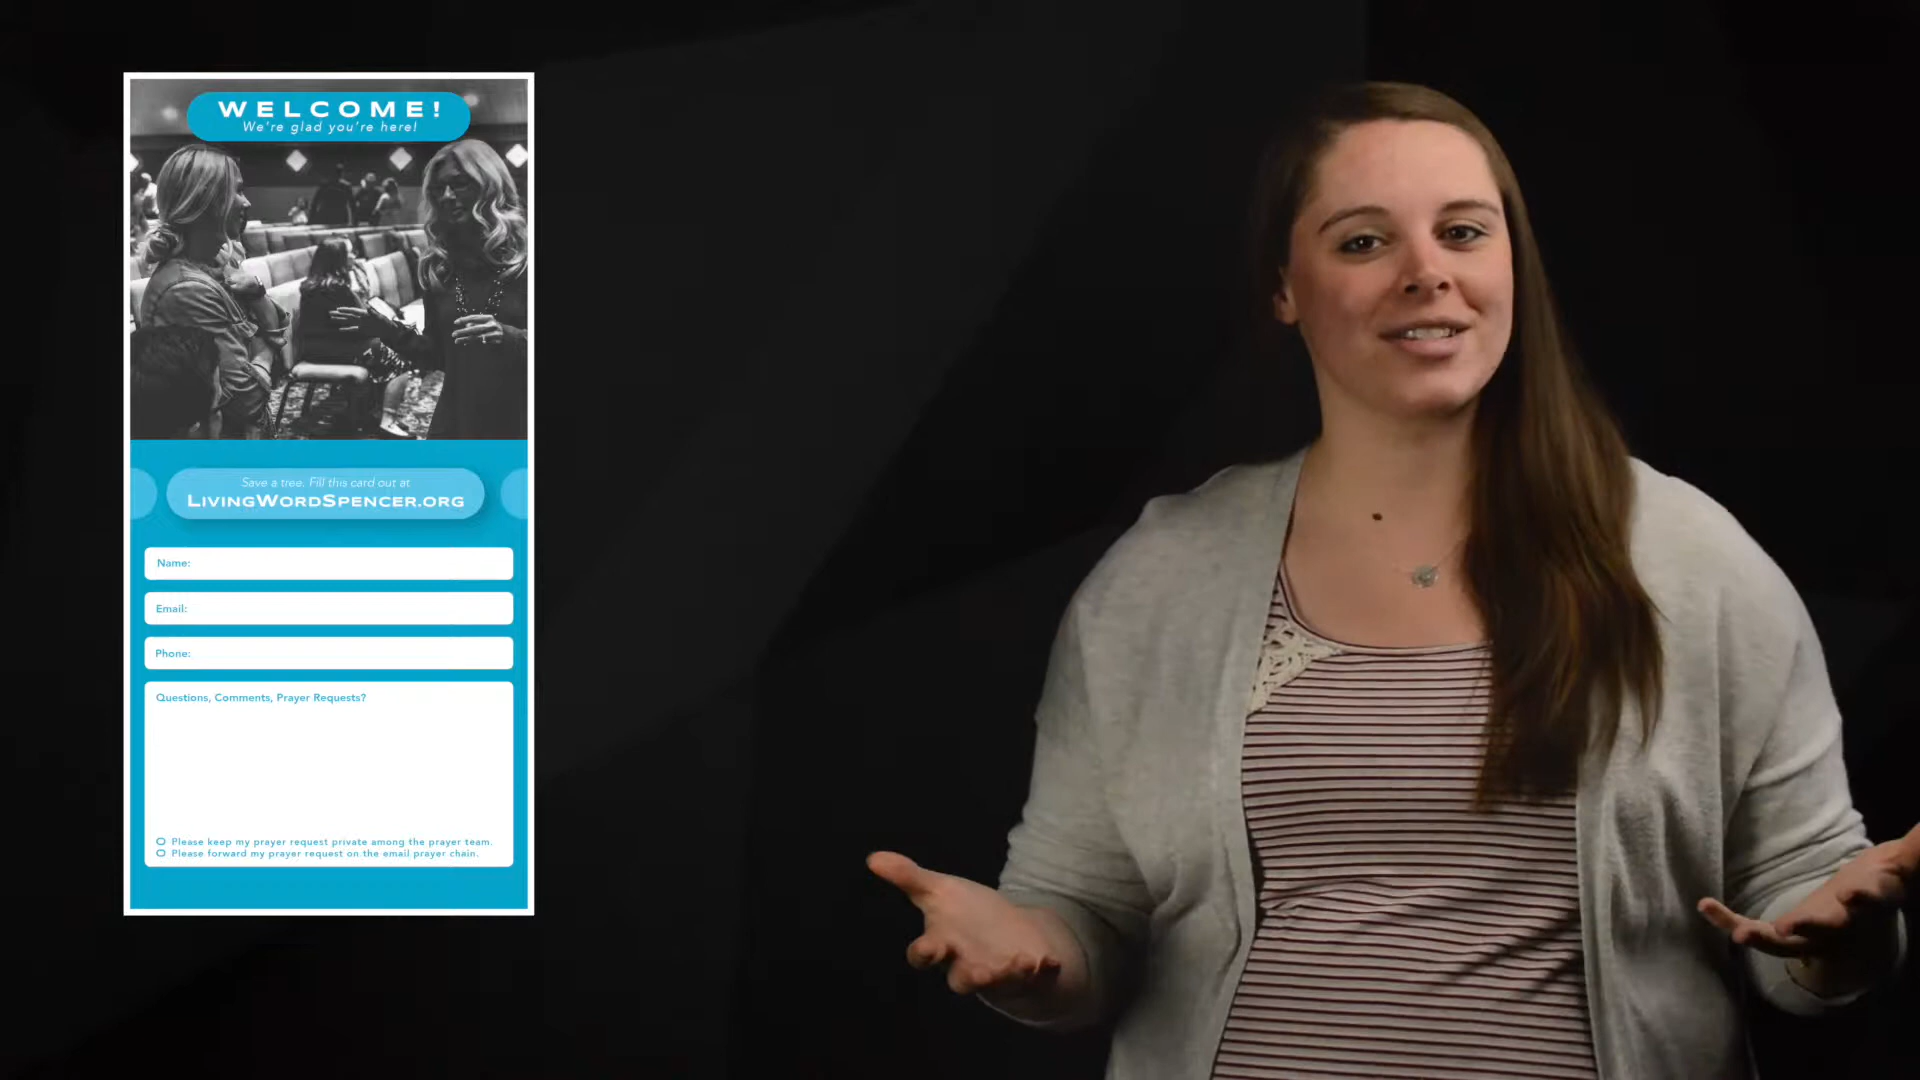 WELCOME!
We're glad you're here!
Save a tree. Fill this card out at
LIVINGWORDSPENCER.ORG
Name:
Email:
Phone:
Questions, Comments, Prayer Requests?
O Please keep my prayer request private among the prayer team.
O Please forward my prayer request on the email prayer chain.